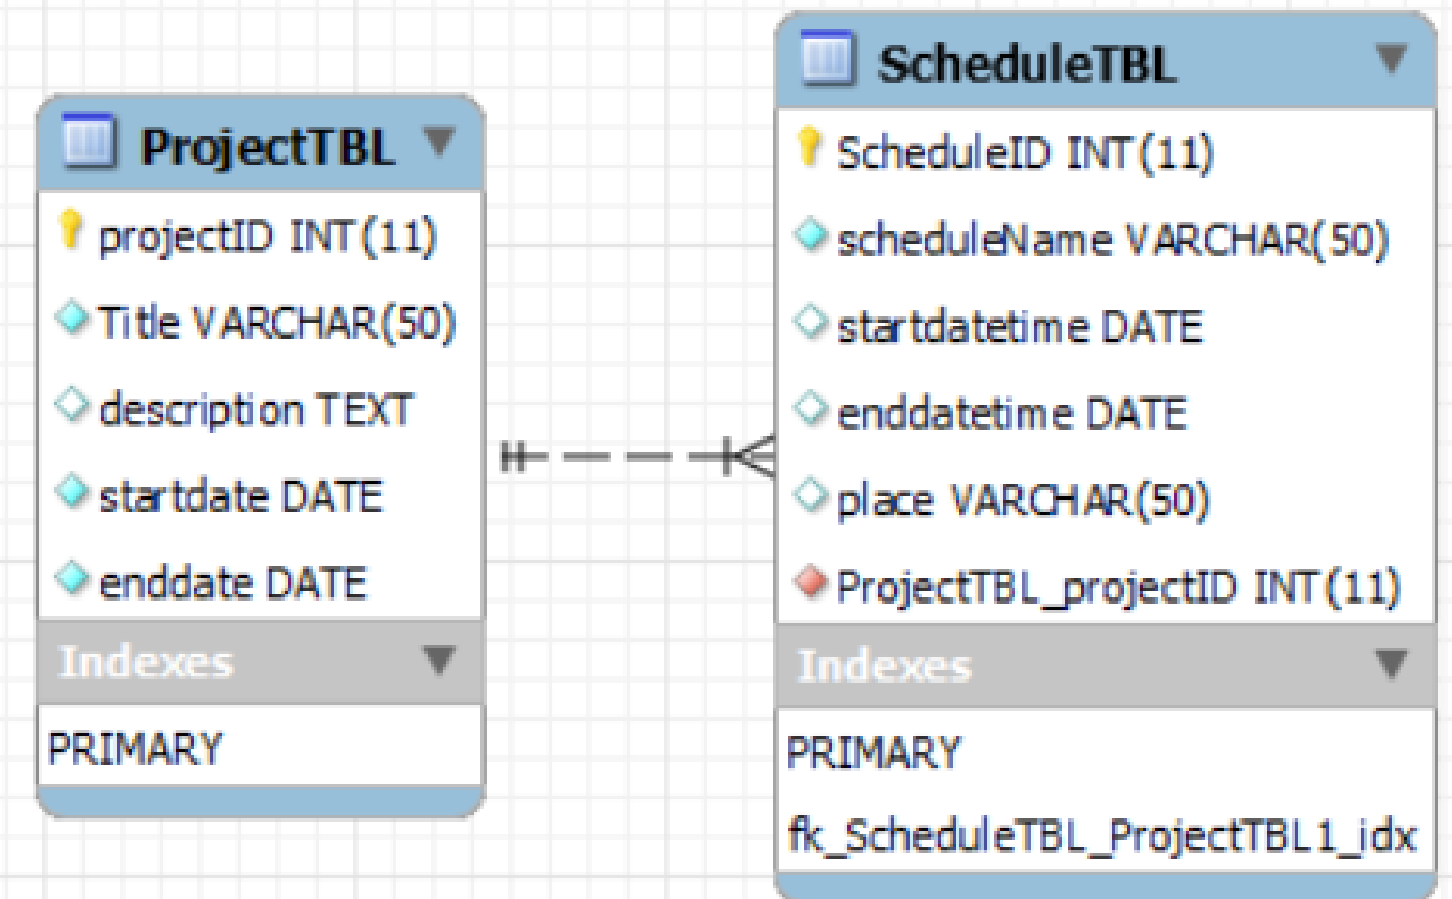 ProjectTBL
projectID INT(11)
Title VARCHAR(50)
description TEXT
startdate DATE
enddate DATE
Indexes
PRIMARY
ScheduleTBL
ScheduleID INT(11)
scheduleName VARCHAR(50)
startdatetime DATE
enddatetime DATE
place VARCHAR(50)
ProjectTBL_projectID INT(11)
Indexes
PRIMARY
fk_ScheduleTBL_ProjectTBL1_idx